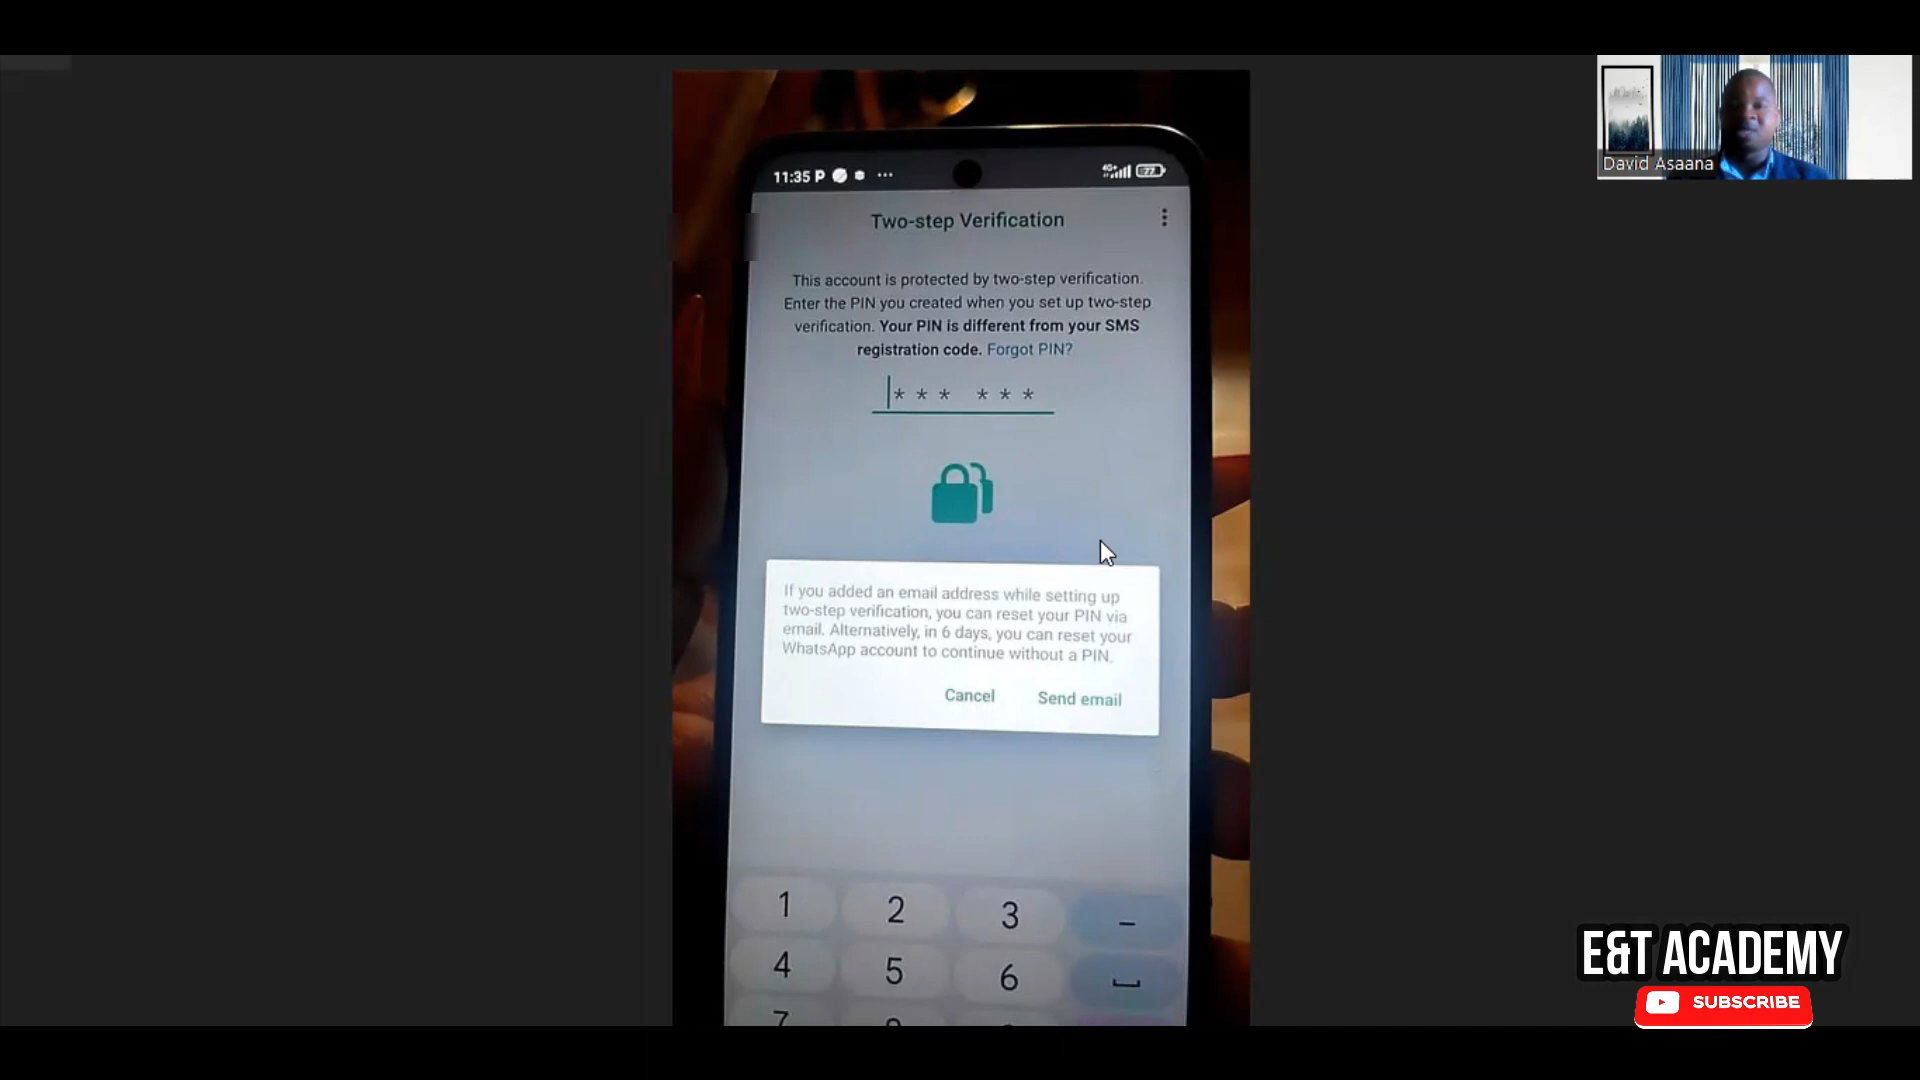 David Asaana
11:35 P
4G+
77
Two-step Verification
This account is protected by two-step verification.
Enter the PIN you created when you set up two-step
verification. Your PIN is different from your SMS
registration code. Forgot PIN?
* * * * * *
If you added an email address while setting up
two-step verification, you can reset your PIN via
email. Alternatively, in 6 days, you can reset your
WhatsApp account to continue without a PIN.
Cancel Send email
1 2 3 –
4 5 6
7
E&T ACADEMY
SUBSCRIBE